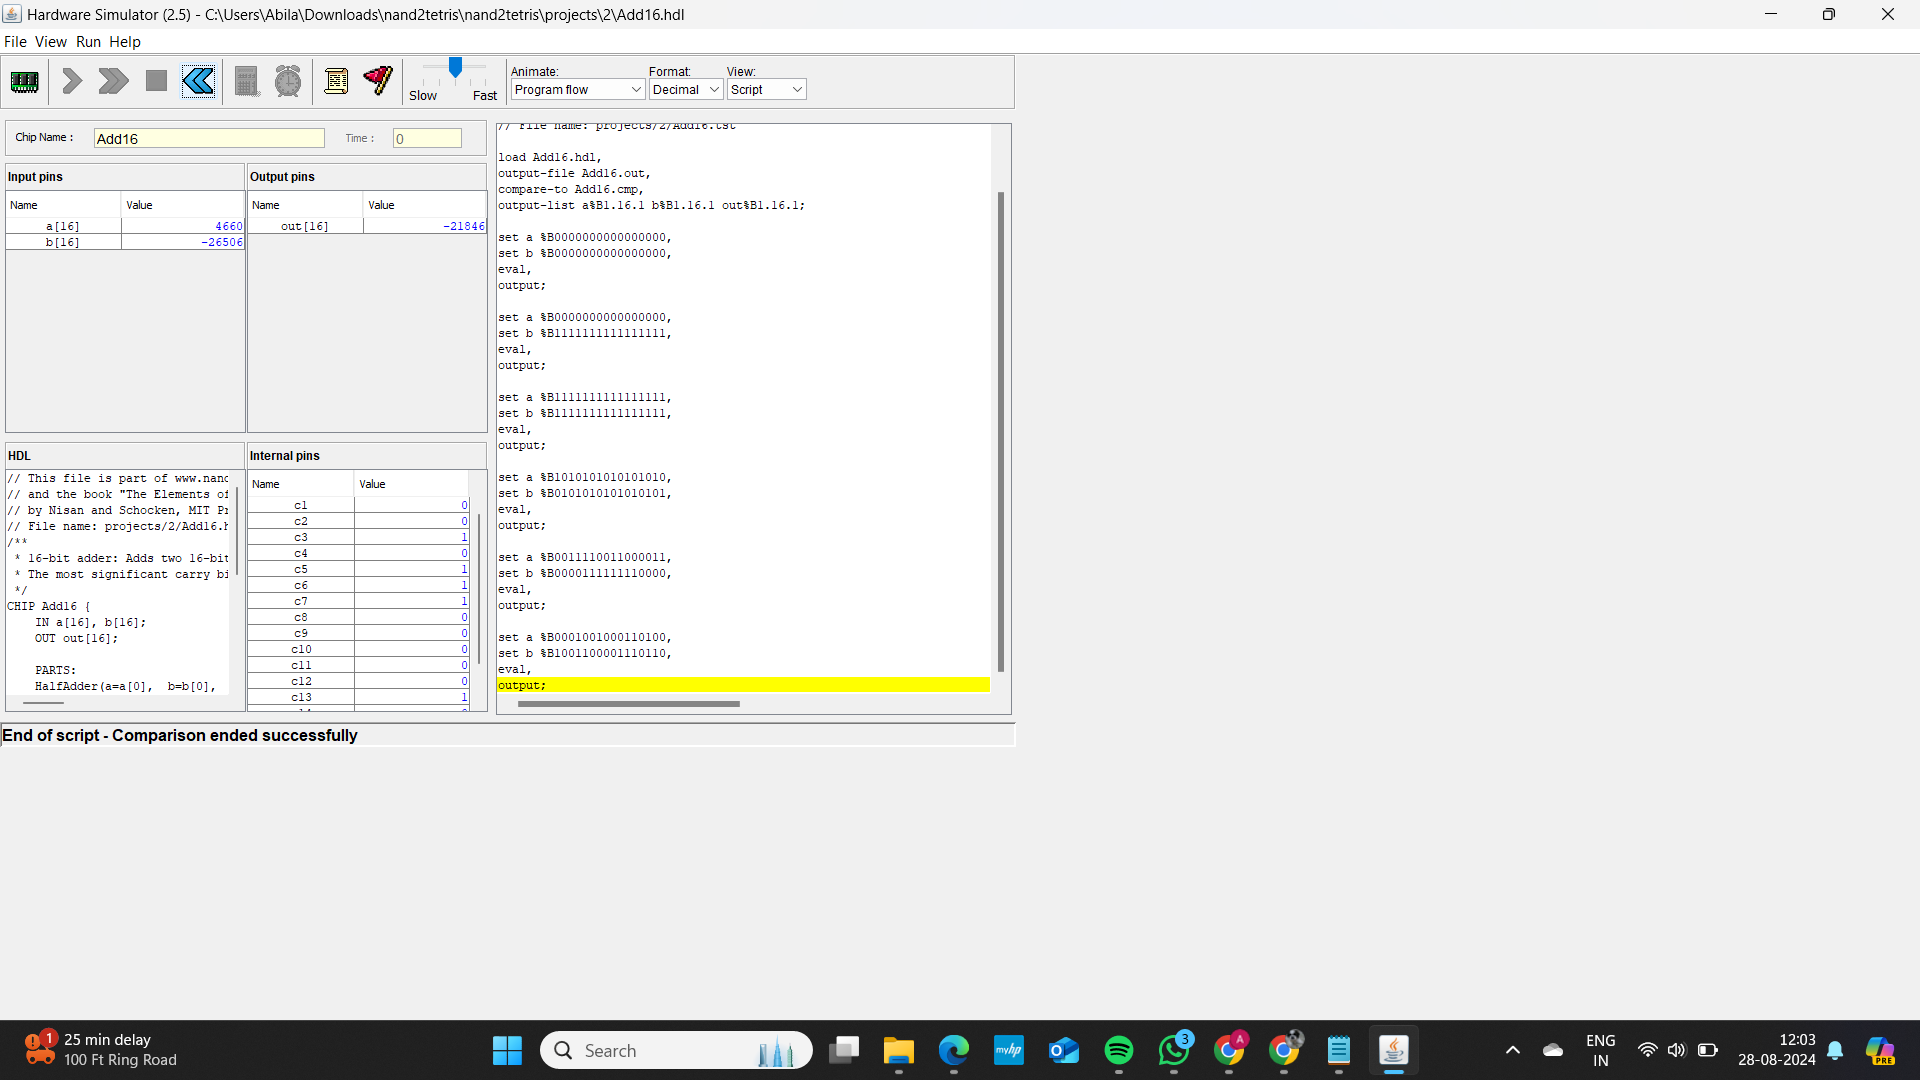 Hardware Simulator (2.5) - C:\Users\Abila\Downloads\nand2tetris\nand2tetris\projects\2\Add16.hdl
File View Run Help
Slow Fast
Animate: Format: View:
Program flow Decimal Script
Chip Name : Add16 Time : 0
Input pins
Name Value
a[16] 4660
b[16] -26506
Output pins
Name Value
out[16] -21846
HDL
// This file is part of www.nand
// and the book "The Elements of
// by Nisan and Schocken, MIT Pr
// File name: projects/2/Add16.h
/**
* 16-bit adder: Adds two 16-bit
* The most significant carry bi
*/
CHIP Add16 {
IN a[16], b[16];
OUT out[16];
PARTS:
HalfAdder(a=a[0], b=b[0],
Internal pins
Name Value
c1 0
c2 0
c3 1
c4 0
c5 1
c6 1
c7 1
c8 0
c9 0
c10 0
c11 0
c12 0
c13 1
// File name: projects/2/Add16.tst
load Add16.hdl,
output-file Add16.out,
compare-to Add16.cmp,
output-list a%B1.16.1 b%B1.16.1 out%B1.16.1;
set a %B0000000000000000,
set b %B0000000000000000,
eval,
output;
set a %B0000000000000000,
set b %B1111111111111111,
eval,
output;
set a %B1111111111111111,
set b %B1111111111111111,
eval,
output;
set a %B1010101010101010,
set b %B0101010101010101,
eval,
output;
set a %B0011110011000011,
set b %B0000111111110000,
eval,
output;
set a %B0001001000110100,
set b %B1001100001110110,
eval,
output;
End of script - Comparison ended successfully
1
25 min delay
100 Ft Ring Road
Search
myhp
3
A
ENG
IN
12:03
28-08-2024
PRE